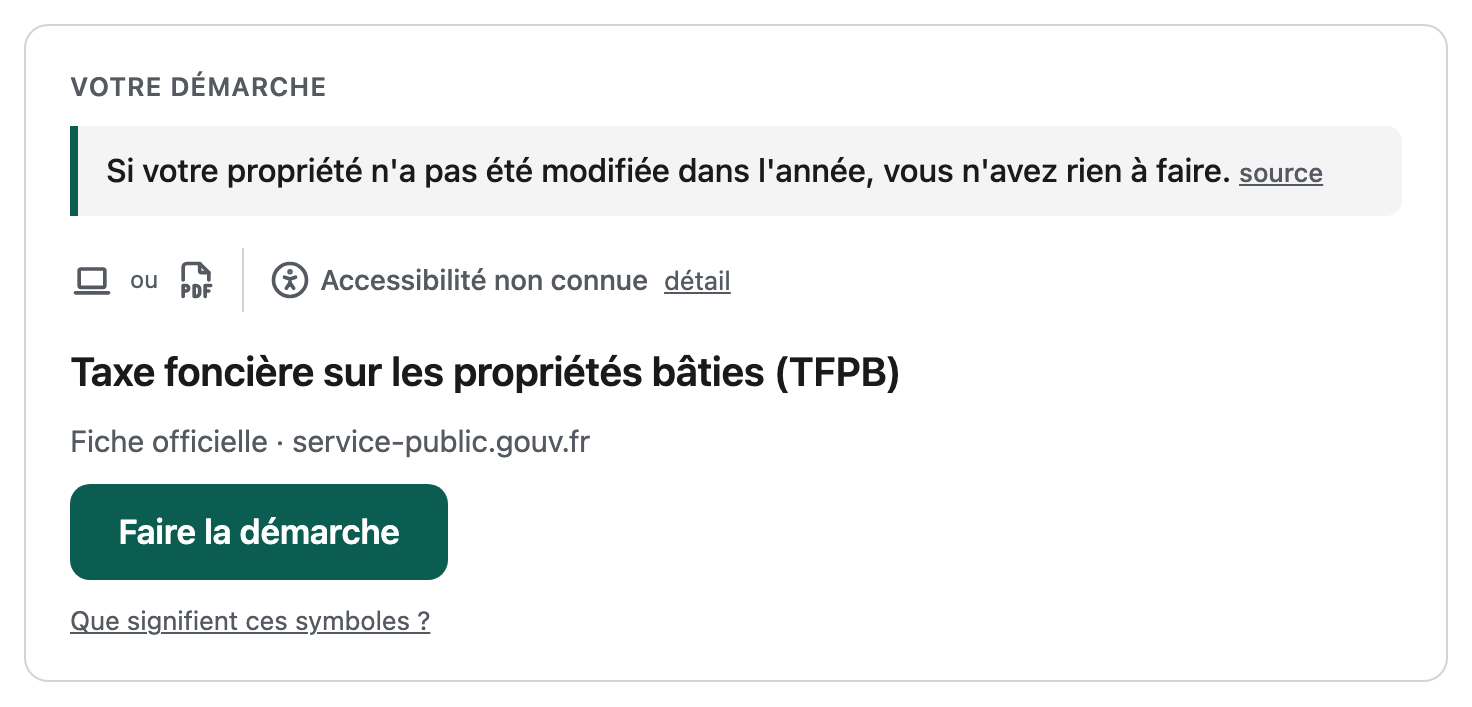 VOTRE DÉMARCHE
Si votre propriété n'a pas été modifiée dans l'année, vous n'avez rien à faire. source
ou PDF Accessibilité non connue détail
Taxe foncière sur les propriétés bâties (TFPB)
Fiche officielle · service-public.gouv.fr
Faire la démarche
Que signifient ces symboles ?